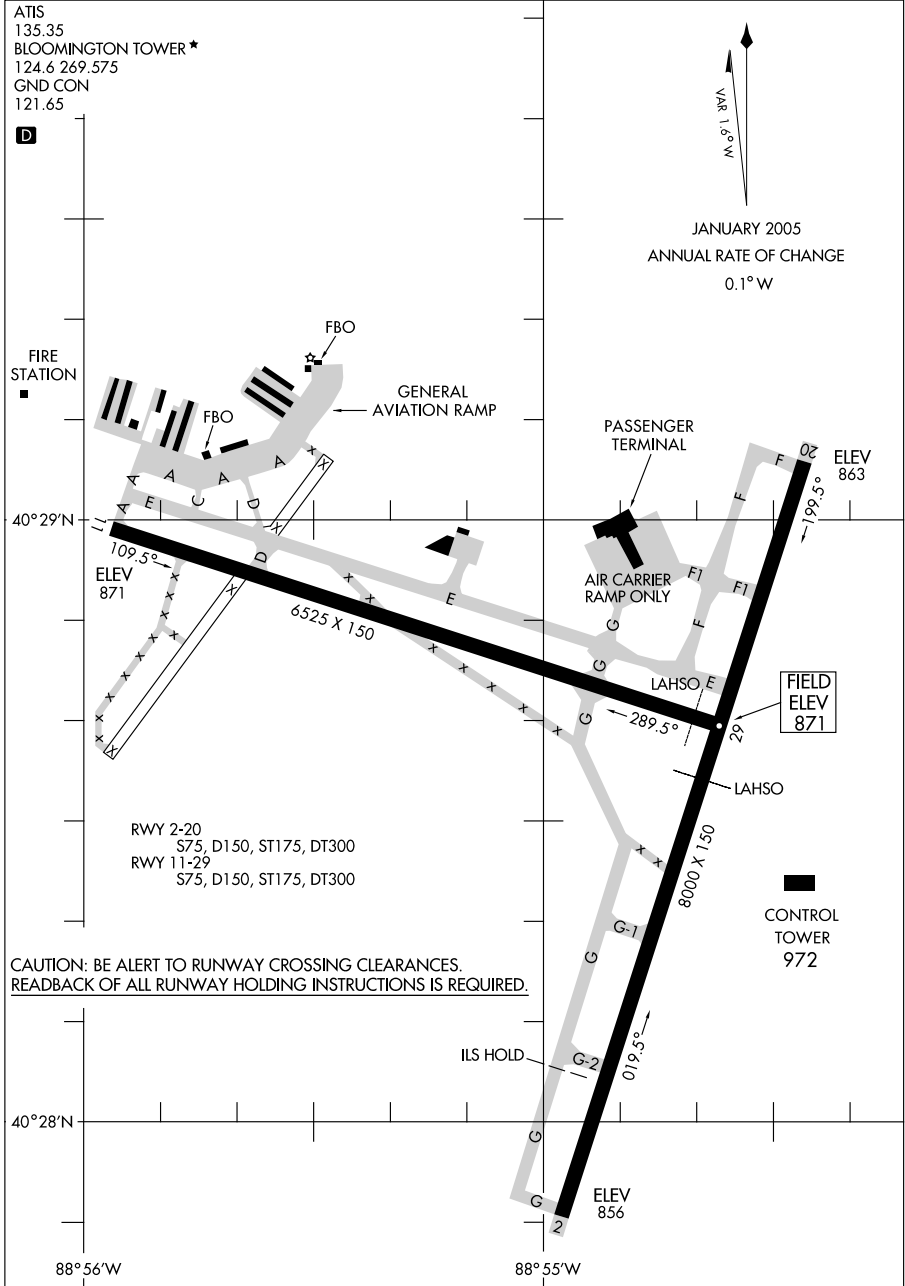 ATIS
135.35
BLOOMINGTON TOWER ★
124.6 269.575
GND CON
121.65
D
VAR 1.6° W
JANUARY 2005
ANNUAL RATE OF CHANGE
0.1° W
FBO
FIRE
STATION
GENERAL
AVIATION RAMP
FBO
PASSENGER
TERMINAL
20
ELEV
863
199.5°
F
F
F
F1
F1
A
A
A
A
A
A
E
C
D
D
40°29'N
11
109.5°
ELEV
871
AIR CARRIER
RAMP ONLY
6525 X 150
E
G
G
G
LAHSO
E
289.5°
29
FIELD
ELEV
871
LAHSO
8000 X 150
RWY 2-20
S75, D150, ST175, DT300
RWY 11-29
S75, D150, ST175, DT300
CONTROL
TOWER
972
G-1
G
CAUTION: BE ALERT TO RUNWAY CROSSING CLEARANCES.
READBACK OF ALL RUNWAY HOLDING INSTRUCTIONS IS REQUIRED.
ILS HOLD
G-2
019.5°
40°28'N
G
G
2
ELEV
856
88°56'W
88°55'W